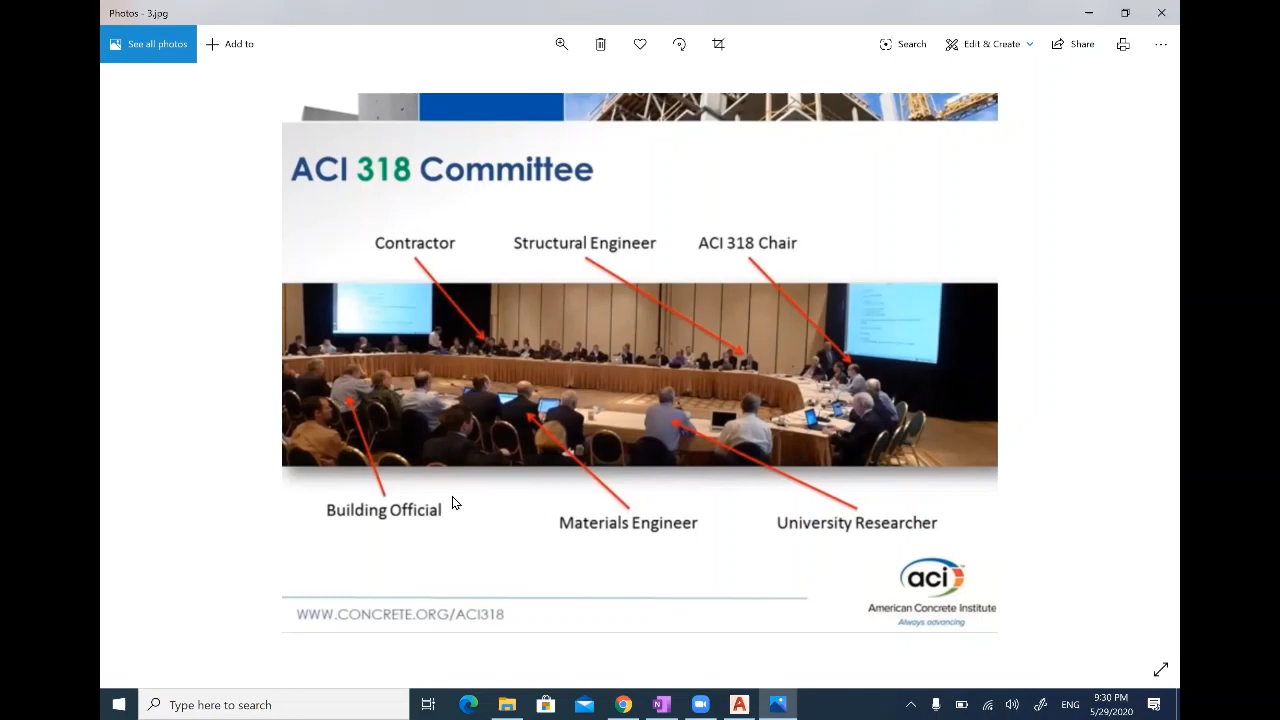 Photos - 3.jpg
See all photos
Add to
Search
Edit & Create
Share
ACI 318 Committee
Contractor
Structural Engineer
ACI 318 Chair
Building Official
Materials Engineer
University Researcher
aci
American Concrete Institute
Always advancing
WWW.CONCRETE.ORG/ACI318
Type here to search
ENG
9:30 PM
5/29/2020